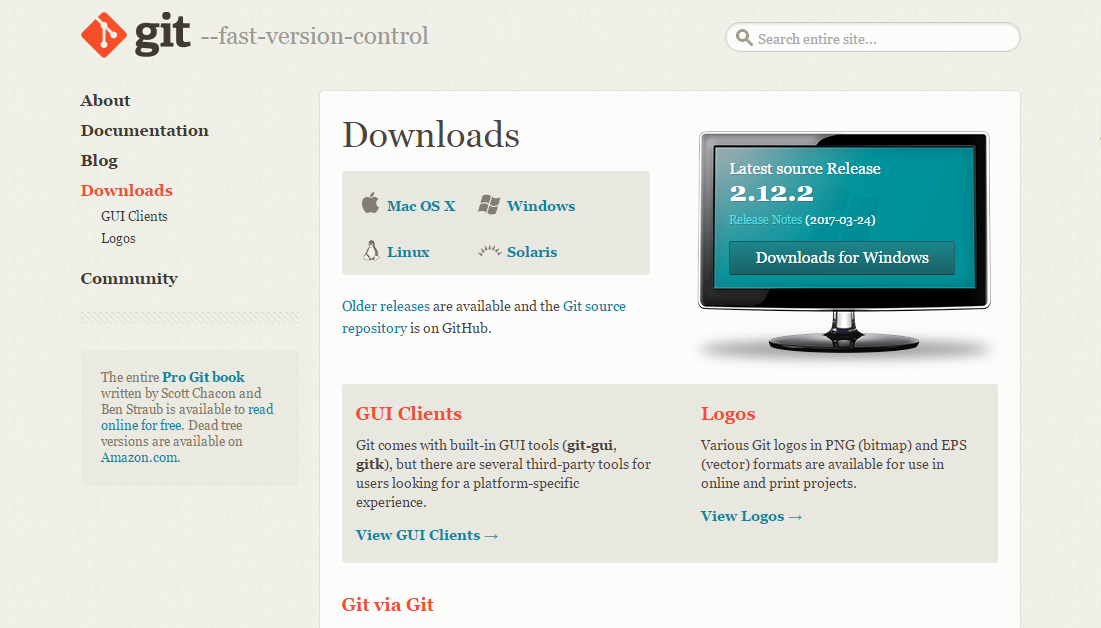 git --fast-version-control
Search entire site...
About
Documentation
Blog
Downloads
GUI Clients
Logos
Community
The entire Pro Git book
written by Scott Chacon and
Ben Straub is available to read
online for free. Dead tree
versions are available on
Amazon.com.
Downloads
Mac OS X
Windows
Linux
Solaris
Older releases are available and the Git source
repository is on GitHub.
Latest source Release
2.12.2
Release Notes (2017-03-24)
Downloads for Windows
GUI Clients
Git comes with built-in GUI tools (git-gui,
gitk), but there are several third-party tools for
users looking for a platform-specific
experience.
View GUI Clients →
Logos
Various Git logos in PNG (bitmap) and EPS
(vector) formats are available for use in
online and print projects.
View Logos →
Git via Git